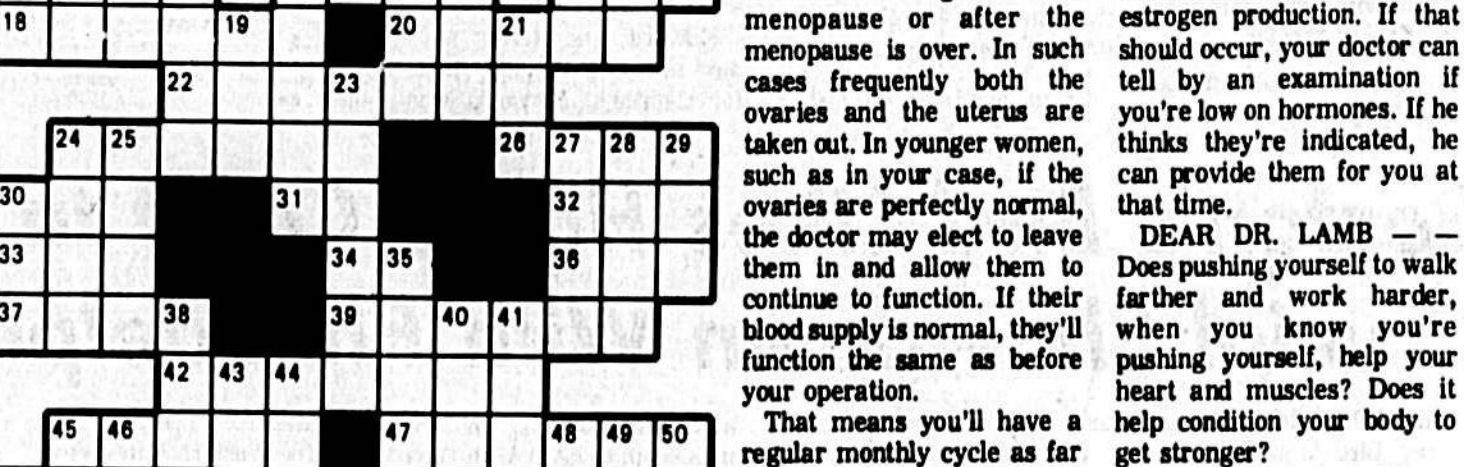 18 19 20 21
22 23
24 25 26 27 28 29
30 31 32
33 34 35 36
37 38 39 40 41
42 43 44
45 46 47 48 49 50
menopause or after the
menopause is over. In such
cases frequently both the
ovaries and the uterus are
taken out. In younger women,
such as in your case, if the
ovaries are perfectly normal,
the doctor may elect to leave
them in and allow them to
continue to function. If their
blood supply is normal, they'll
function the same as before
your operation.
That means you'll have a
regular monthly cycle as far
estrogen production. If that
should occur, your doctor can
tell by an examination if
you're low on hormones. If he
thinks they're indicated, he
can provide them for you at
that time.
DEAR DR. LAMB — —
Does pushing yourself to walk
farther and work harder,
when you know you're
pushing yourself, help your
heart and muscles? Does it
help condition your body to
get stronger?